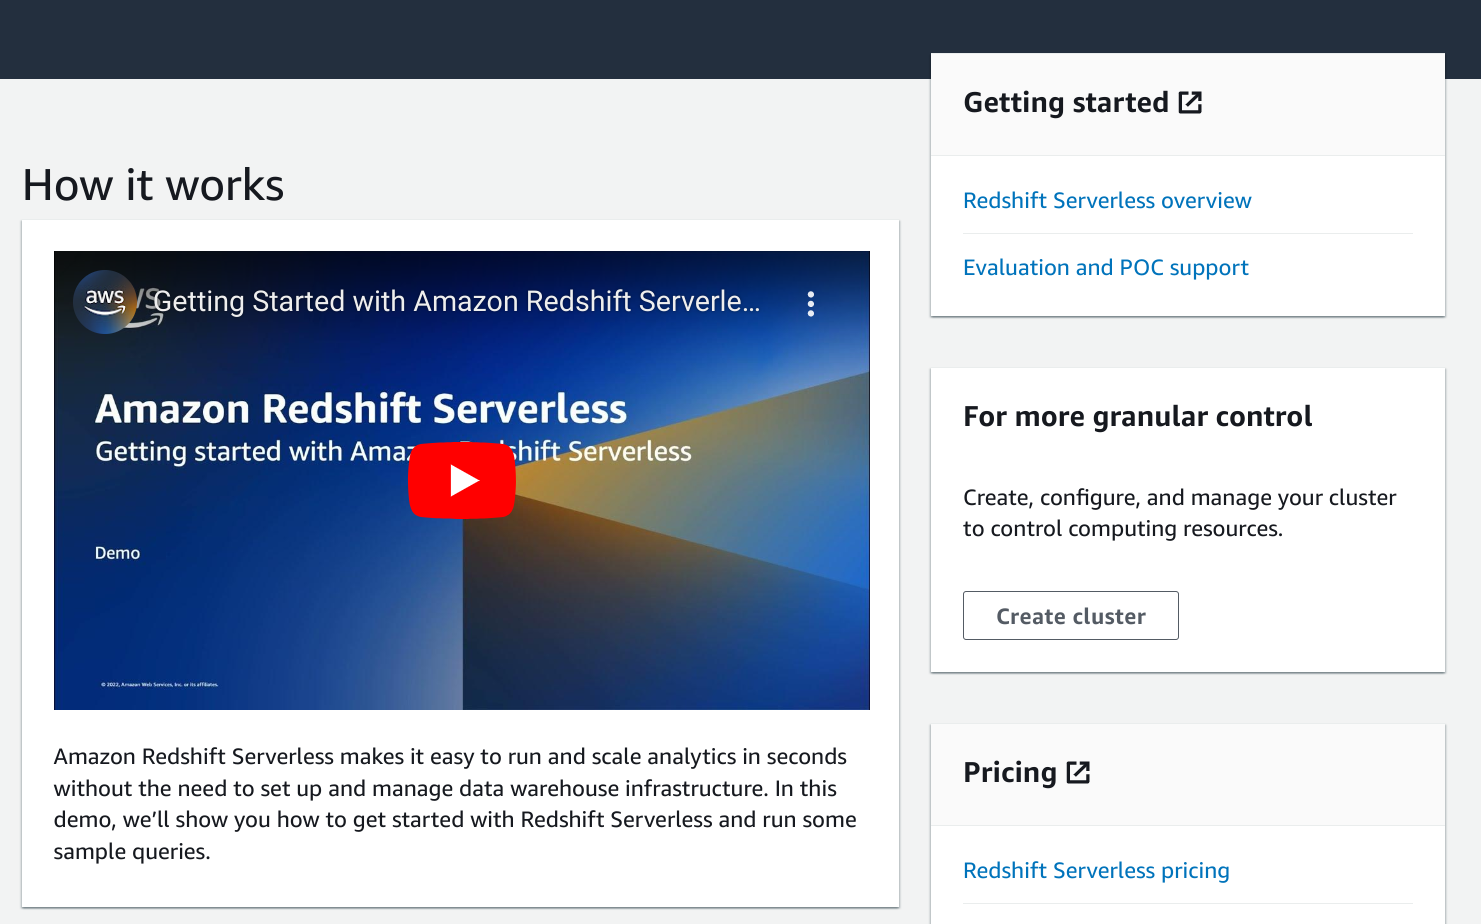 Getting started
Redshift Serverless overview
Evaluation and POC support
How it works
aws
Getting Started with Amazon Redshift Serverle...
Amazon Redshift Serverless
Getting started with Amazon Redshift Serverless
Demo
© 2022, Amazon Web Services, Inc. or its affiliates.
Amazon Redshift Serverless makes it easy to run and scale analytics in seconds
without the need to set up and manage data warehouse infrastructure. In this
demo, we’ll show you how to get started with Redshift Serverless and run some
sample queries.
For more granular control
Create, configure, and manage your cluster
to control computing resources.
Create cluster
Pricing
Redshift Serverless pricing